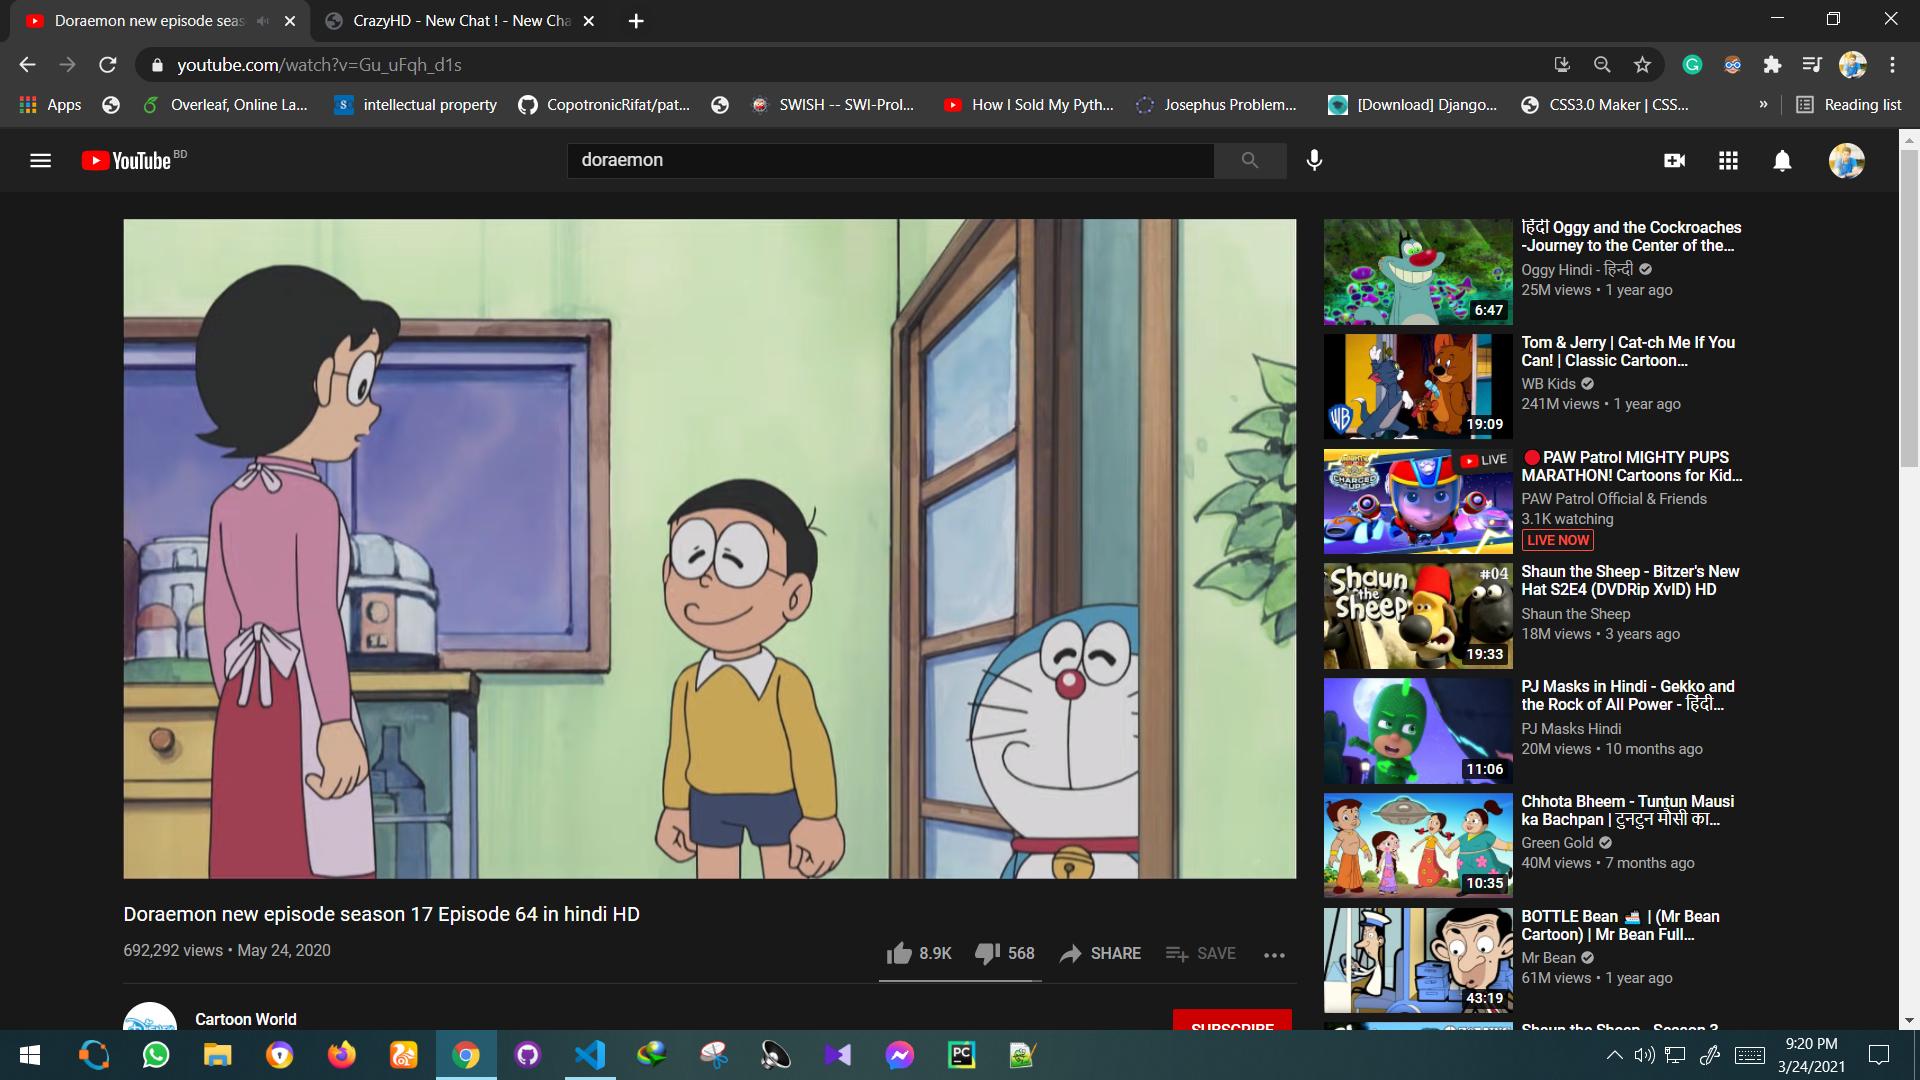 Doraemon new episode seas
CrazyHD - New Chat ! - New Cha
youtube.com/watch?v=Gu_uFqh_d1s
Apps
Overleaf, Online La...
intellectual property
CopotronicRifat/pat...
SWISH -- SWI-Prol...
How I Sold My Pyth...
Josephus Problem...
[Download] Django...
CSS3.0 Maker | CSS...
»
Reading list
YouTube BD
doraemon
हिंदी Oggy and the Cockroaches
-Journey to the Center of the...
Oggy Hindi - हिन्दी
25M views • 1 year ago
6:47
Tom & Jerry | Cat-ch Me If You
Can! | Classic Cartoon...
WB Kids
241M views • 1 year ago
WB
19:09
PAW Patrol MIGHTY PUPS
MARATHON! Cartoons for Kid...
PAW Patrol Official & Friends
3.1K watching
LIVE NOW
LIVE
CHARGED UP
Shaun the Sheep - Bitzer's New
Hat S2E4 (DVDRip XvID) HD
Shaun the Sheep
18M views • 3 years ago
Shaun
the
Sheep
#04
19:33
PJ Masks in Hindi - Gekko and
the Rock of All Power - हिंदी...
PJ Masks Hindi
20M views • 10 months ago
11:06
Chhota Bheem - Tuntun Mausi
ka Bachpan | टुनटुन मौसी का...
Green Gold
40M views • 7 months ago
10:35
BOTTLE Bean 🚢 | (Mr Bean
Cartoon) | Mr Bean Full...
Mr Bean
61M views • 1 year ago
43:19
Shaun the Sheep - Season 3
Doraemon new episode season 17 Episode 64 in hindi HD
692,292 views • May 24, 2020
8.9K
568
SHARE
SAVE
Cartoon World
SUBSCRIBE
PC
9:20 PM
3/24/2021